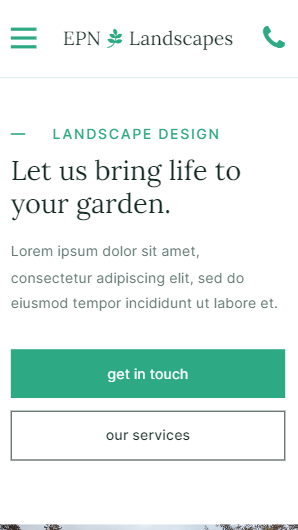 EPN Landscapes
LANDSCAPE DESIGN
Let us bring life to
your garden.
Lorem ipsum dolor sit amet,
consectetur adipiscing elit, sed do
eiusmod tempor incididunt ut labore et.
get in touch
our services